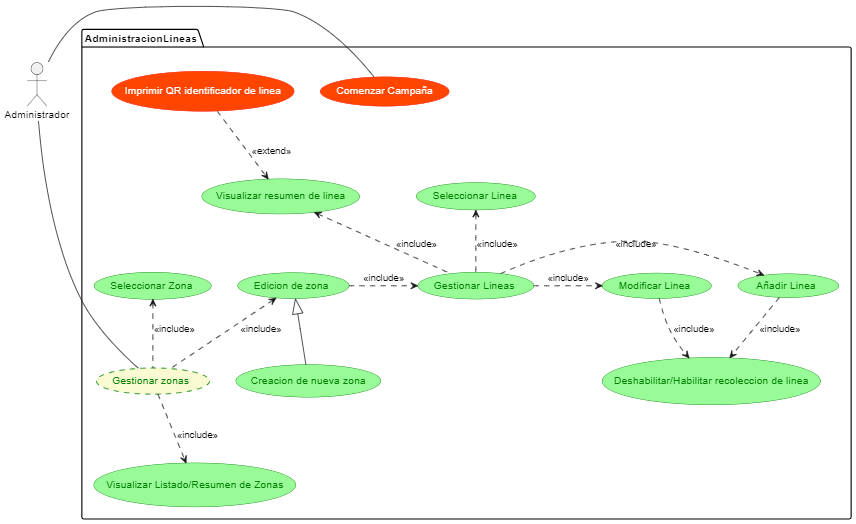 AdministracionLineas
Administrador
Imprimir QR identificador de linea
Comenzar Campaña
«extend»
Visualizar resumen de linea
Seleccionar Linea
«include»
«include»
«include»
Seleccionar Zona
Edicion de zona
«include»
Gestionar Lineas
«include»
Modificar Linea
Añadir Linea
«include»
«include»
«include»
«include»
Gestionar zonas
Creacion de nueva zona
Deshabilitar/Habilitar recoleccion de linea
«include»
Visualizar Listado/Resumen de Zonas